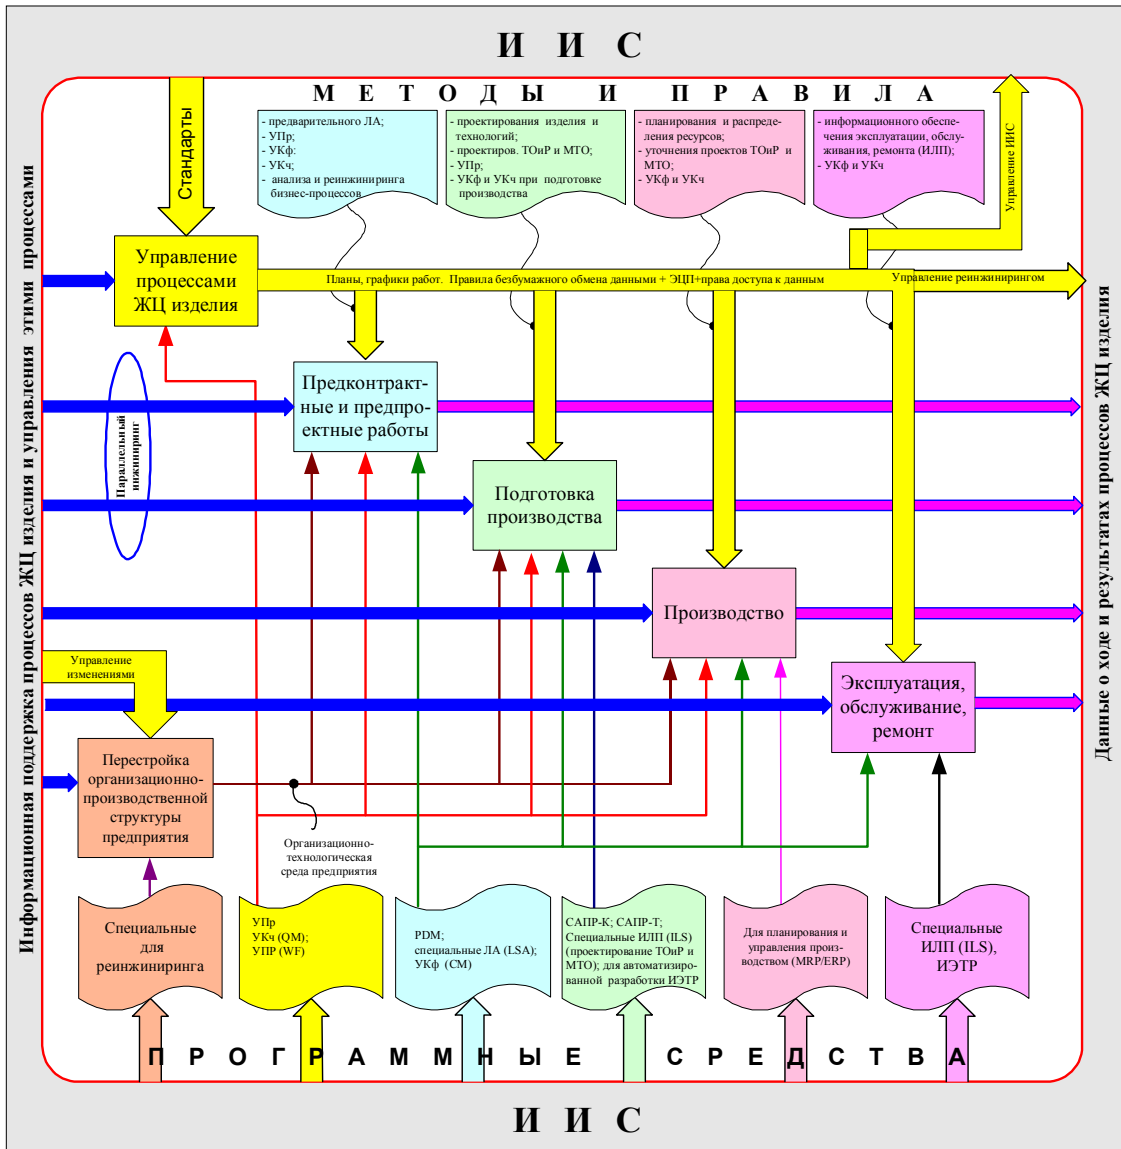 И И С
М Е Т О Д Ы И П Р А В И Л А
Стандарты
- предварительного ЛА;
- УПр;
- УКф;
- УКч;
- анализа и реинжиниринга
бизнес-процессов
- проектирования изделия и
технологий;
- проектиров. ТОиР и МТО;
- УПр;
- УКф и УКч при подготовке
производства
- планирования и распреде-
ления ресурсов;
- уточнения проектов ТОиР и
МТО;
- УКф и УКч
- информационного обеспе-
чения эксплуатации, обслу-
живания, ремонта (ИЛП);
- УКф и УКч
Управление ИИС
Управление
процессами
ЖЦ изделия
Планы, графики работ. Правила безбумажного обмена данными + ЭЦП+права доступа к данным
Управление реинжинирингом
Информационная поддержка процессов ЖЦ изделия и управления этими процессами
Данные о ходе и результатах процессов ЖЦ изделия
Параллельный
инжиниринг
Предконтракт-
ные и предпро-
ектные работы
Подготовка
производства
Производство
Управление
изменениями
Эксплуатация,
обслуживание,
ремонт
Перестройка
организационно-
производственной
структуры
предприятия
Организационно-
технологическая
среда предприятия
Специальные
для
реинжиниринга
УПр
УКч (QM);
УПР (WF)
PDM;
специальные ЛА (LSA);
УКф (CM)
САПР-К; САПР-Т;
Специальные ИЛП (ILS)
(проектирование ТОиР и
МТО); для автоматизиро-
ванной разработки ИЭТР
Для планирования и
управления произ-
водством (MRP/ERP)
Специальные
ИЛП (ILS),
ИЭТР
П Р О Г Р А М М Н Ы Е С Р Е Д С Т В А
И И С